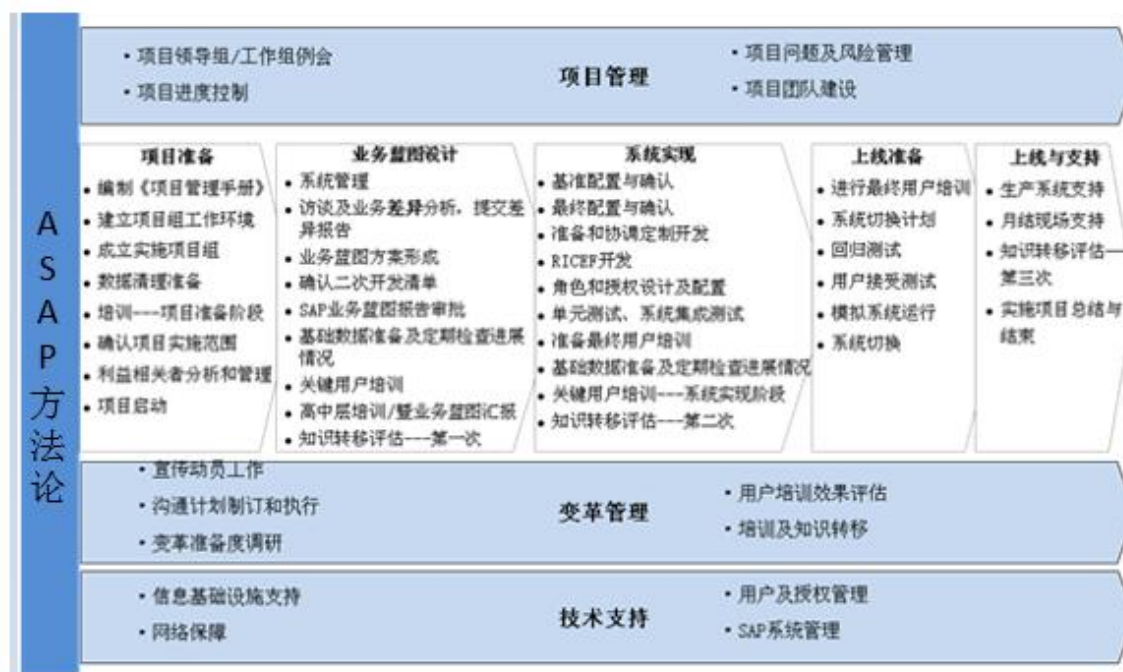 ASAP方法论
• 项目领导组/工作组例会
• 项目进度控制
项目管理
• 项目问题及风险管理
• 项目团队建设
项目准备
• 编制《项目管理手册》
• 建立项目组工作环境
• 成立实施项目组
• 数据清理准备
• 培训---项目准备阶段
• 确认项目实施范围
• 利益相关者分析和管理
• 项目启动
业务蓝图设计
• 系统管理
• 访谈及业务差异分析，提交差
异报告
• 业务蓝图方案形成
• 确认二次开发清单
• SAP业务蓝图报告审批
• 基础数据准备及定期检查进展
情况
• 关键用户培训
• 高中层培训/暨业务蓝图汇报
• 知识转移评估---第一次
系统实现
• 基准配置与确认
• 最终配置与确认
• 准备和协调定制开发
• RICEF开发
• 角色和授权设计及配置
• 单元测试、系统集成测试
• 准备最终用户培训
• 基础数据准备及定期检查进展情况
• 关键用户培训---系统实现阶段
• 知识转移评估---第二次
上线准备
• 进行最终用户培训
• 系统切换计划
• 回归测试
• 用户接受测试
• 模拟系统运行
• 系统切换
上线与支持
• 生产系统支持
• 月结现场支持
• 知识转移评估---
第三次
• 实施项目总结与
结束
• 宣传动员工作
• 沟通计划制订和执行
• 变革准备度调研
变革管理
• 用户培训效果评估
• 培训及知识转移
• 信息基础设施支持
• 网络保障
技术支持
• 用户及授权管理
• SAP系统管理